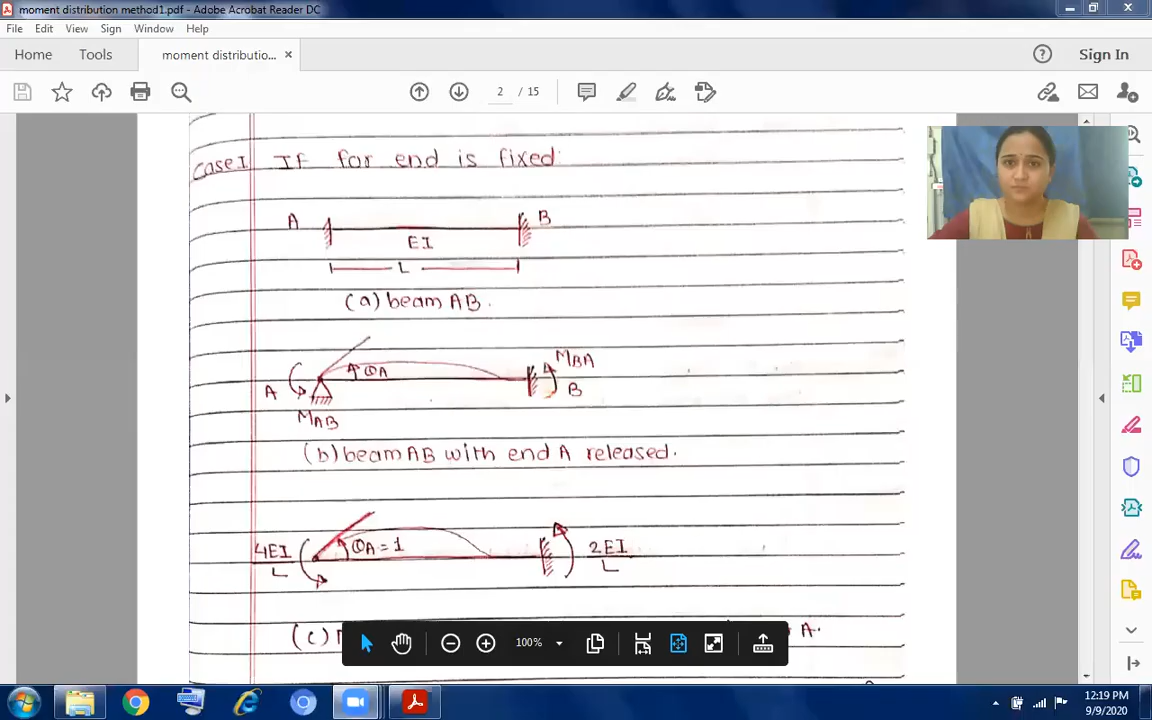 moment distribution method1.pdf - Adobe Acrobat Reader DC
File Edit View Sign Window Help
Home Tools moment distributio... × ? Sign In
2 / 15
Case I IF for end is fixed:
A B
EI
L
(a) beam AB.
MBA
ΘA
A B
MAB
(b) beam AB with end A released.
4EI/L ΘA = 1 2EI/L
(c) A.
100%
12:19 PM
9/9/2020